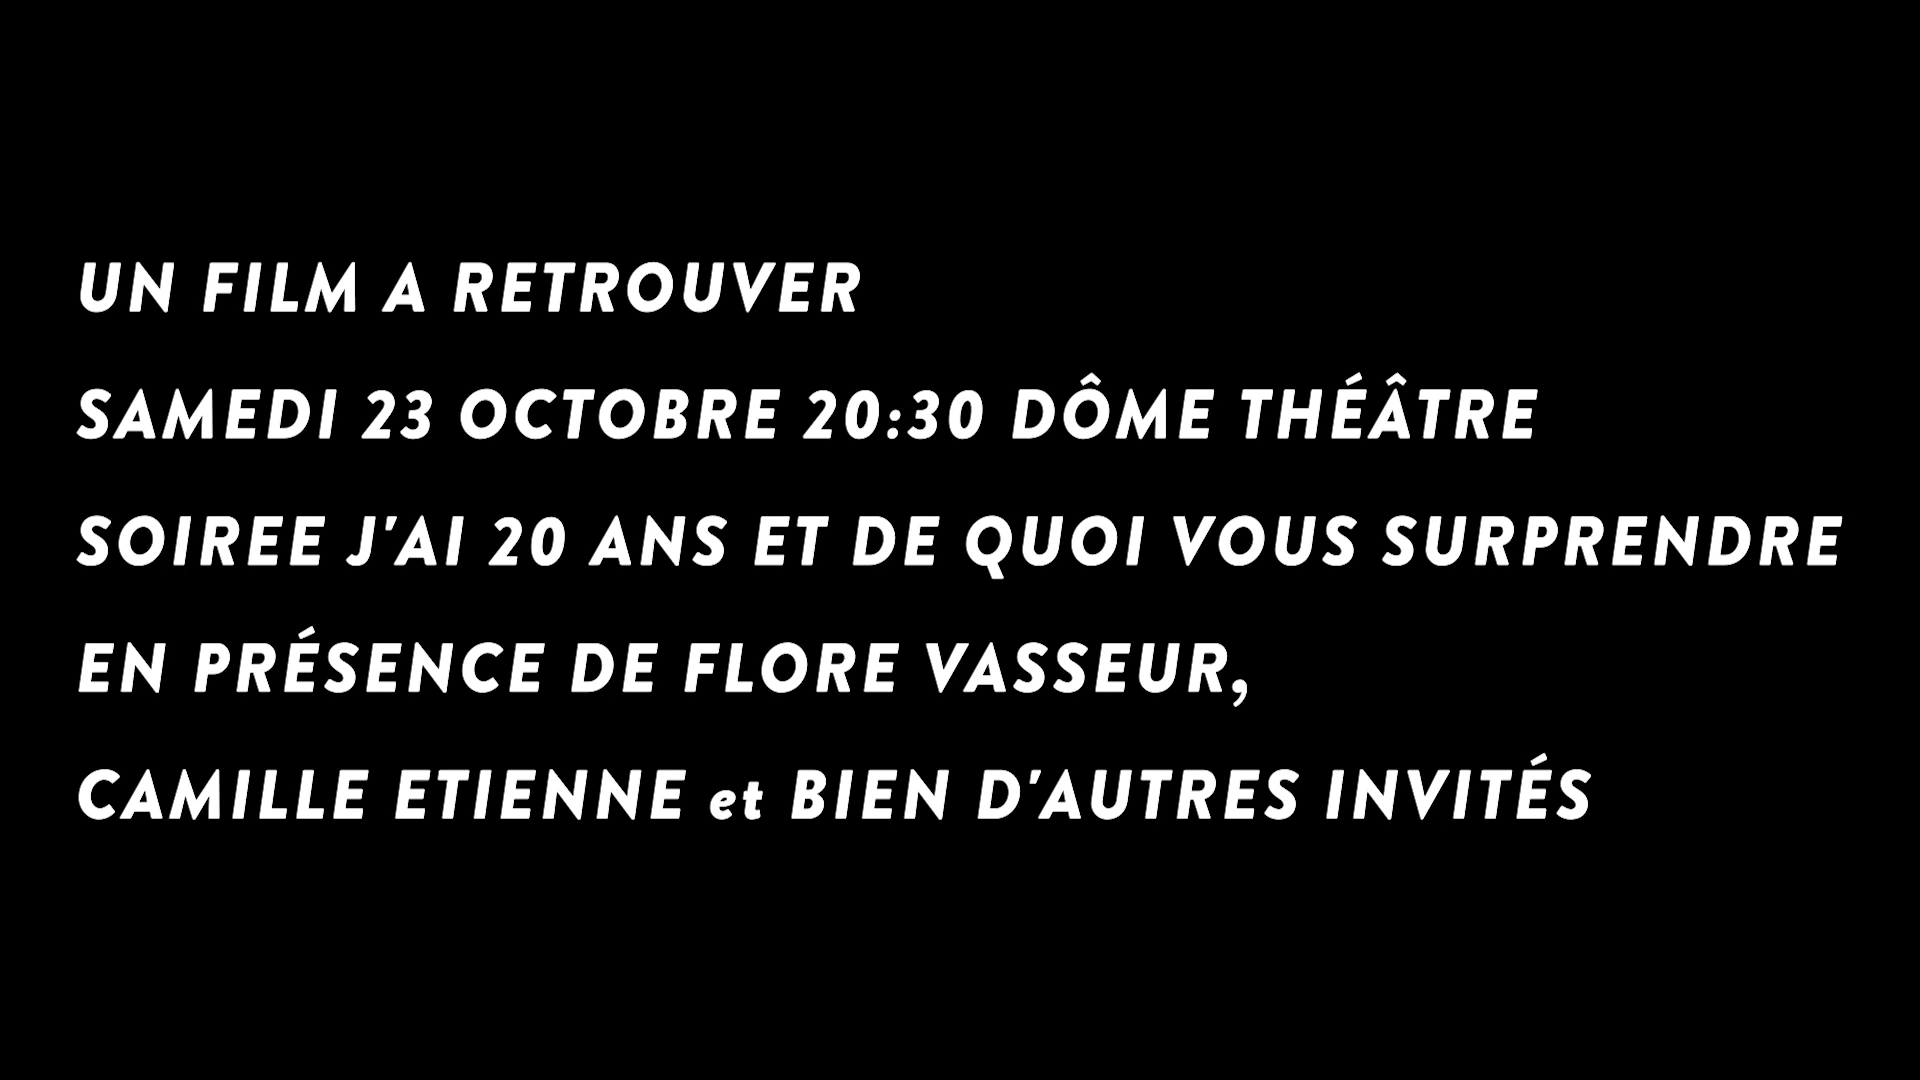 UN FILM A RETROUVER
SAMEDI 23 OCTOBRE 20:30 DÔME THÉÂTRE
SOIREE J'AI 20 ANS ET DE QUOI VOUS SURPRENDRE
EN PRÉSENCE DE FLORE VASSEUR,
CAMILLE ETIENNE et BIEN D'AUTRES INVITÉS